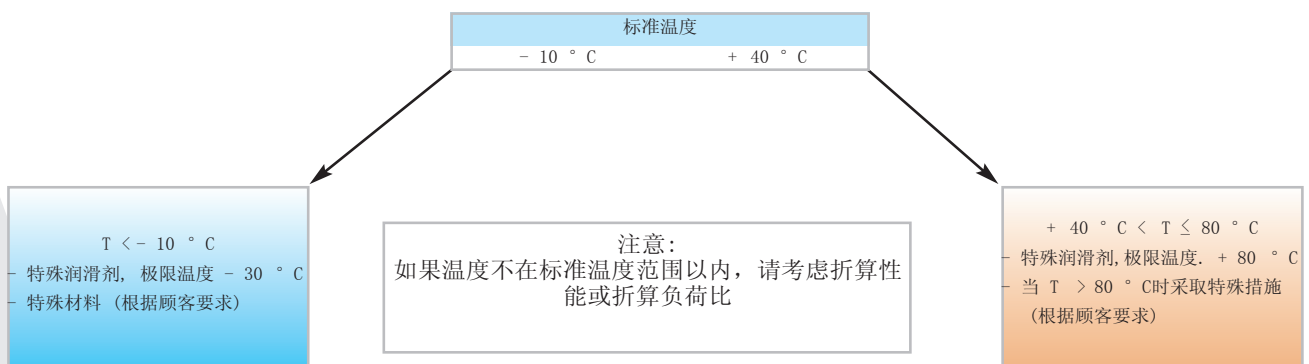 标准温度
- 10 ° C + 40 ° C
T <- 10 ° C
- 特殊润滑剂, 极限温度 - 30 ° C
- 特殊材料 (根据顾客要求)
注意:
如果温度不在标准温度范围以内, 请考虑折算性
能或折算负荷比
+ 40 ° C < T ≤ 80 ° C
- 特殊润滑剂,极限温度. + 80 ° C
- 当 T > 80 ° C时采取特殊措施
(根据顾客要求)